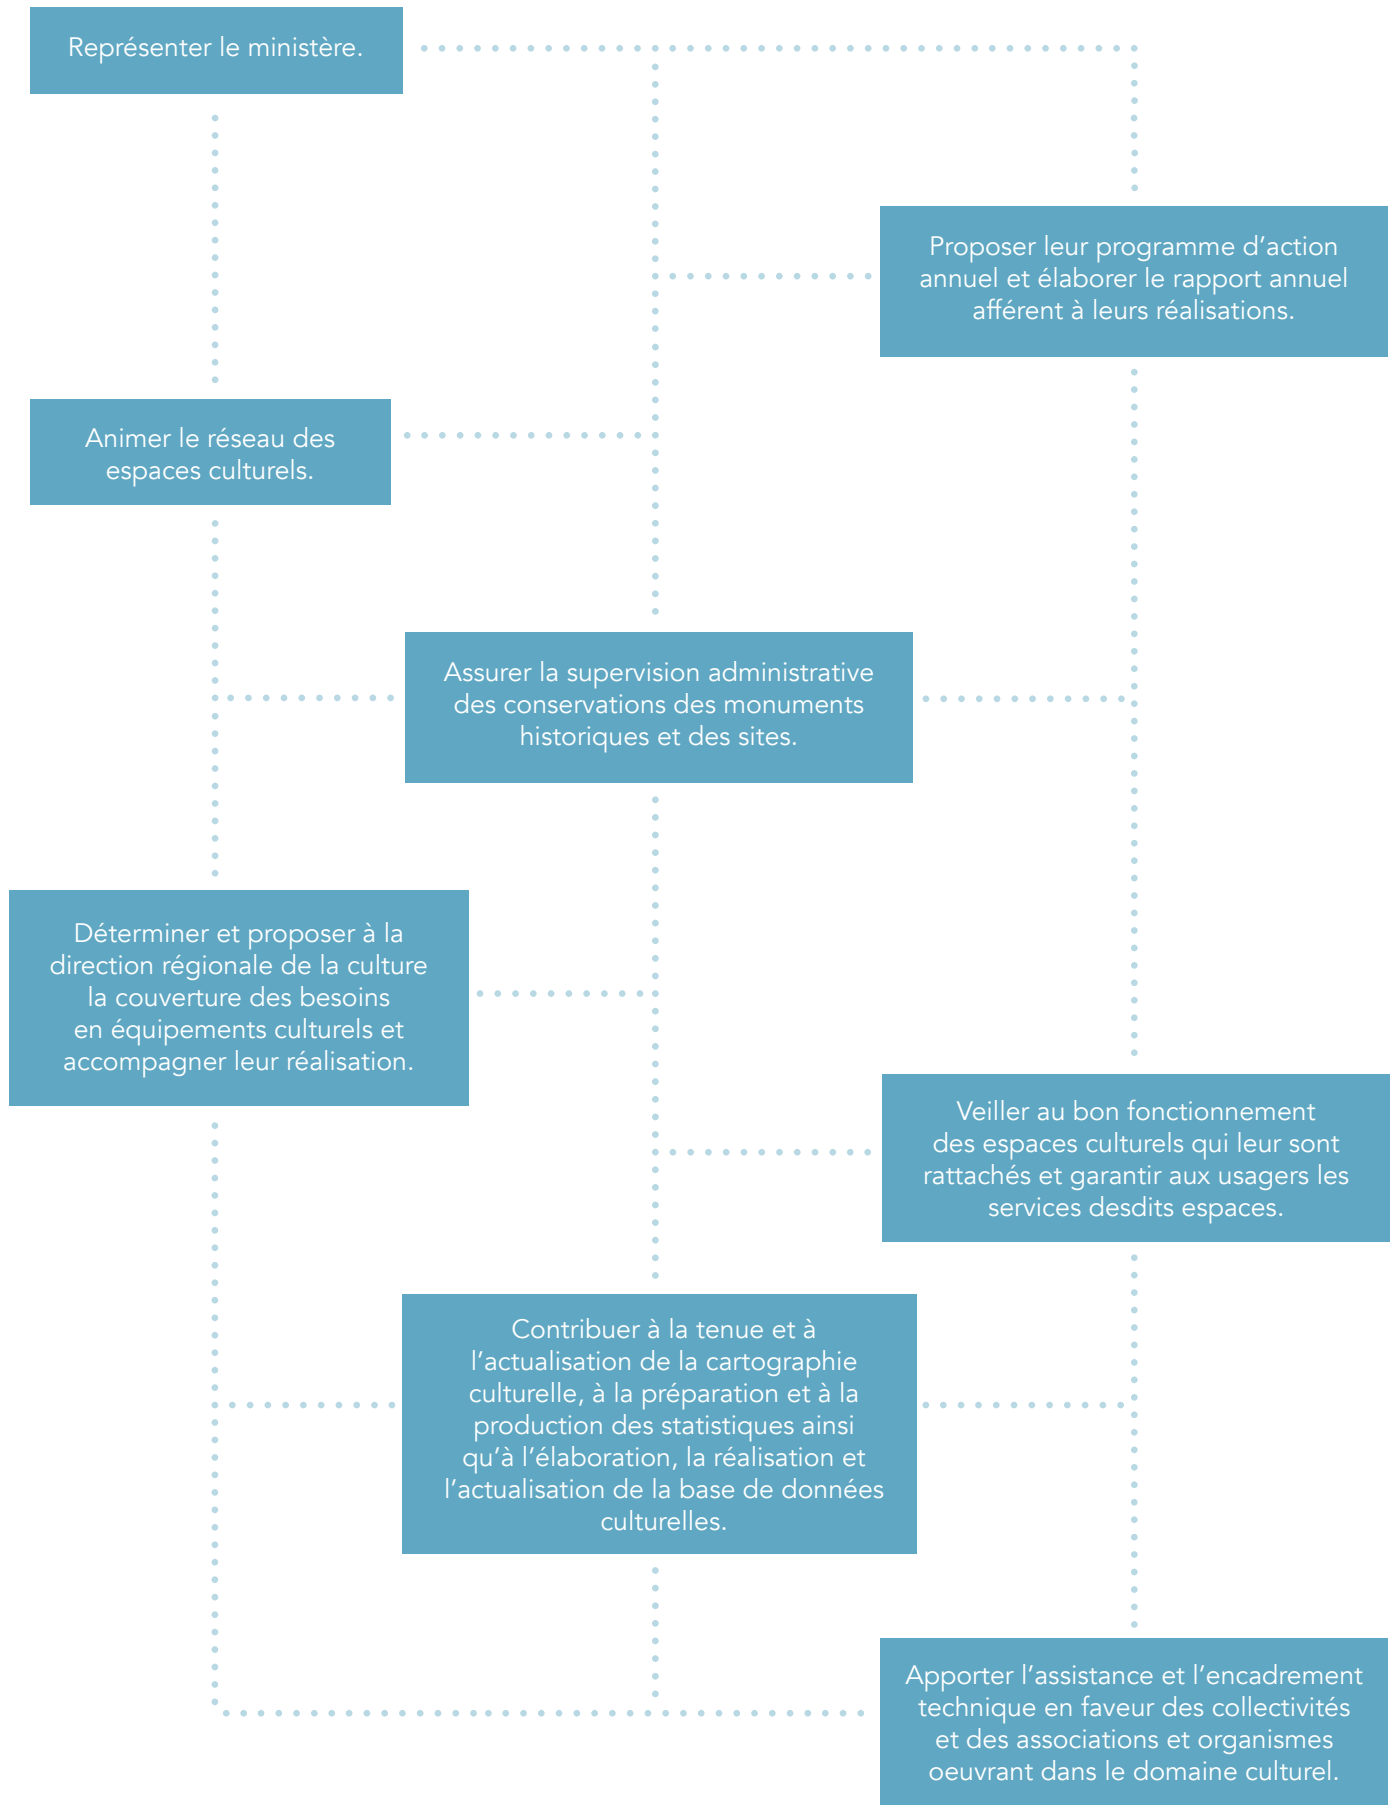 Représenter le ministère.
Proposer leur programme d’action
annuel et élaborer le rapport annuel
afférent à leurs réalisations.
Animer le réseau des
espaces culturels.
Assurer la supervision administrative
des conservations des monuments
historiques et des sites.
Déterminer et proposer à la
direction régionale de la culture
la couverture des besoins
en équipements culturels et
accompagner leur réalisation.
Veiller au bon fonctionnement
des espaces culturels qui leur sont
rattachés et garantir aux usagers les
services desdits espaces.
Contribuer à la tenue et à
l’actualisation de la cartographie
culturelle, à la préparation et à la
production des statistiques ainsi
qu’à l’élaboration, la réalisation et
l’actualisation de la base de données
culturelles.
Apporter l’assistance et l’encadrement
technique en faveur des collectivités
et des associations et organismes
oeuvrant dans le domaine culturel.